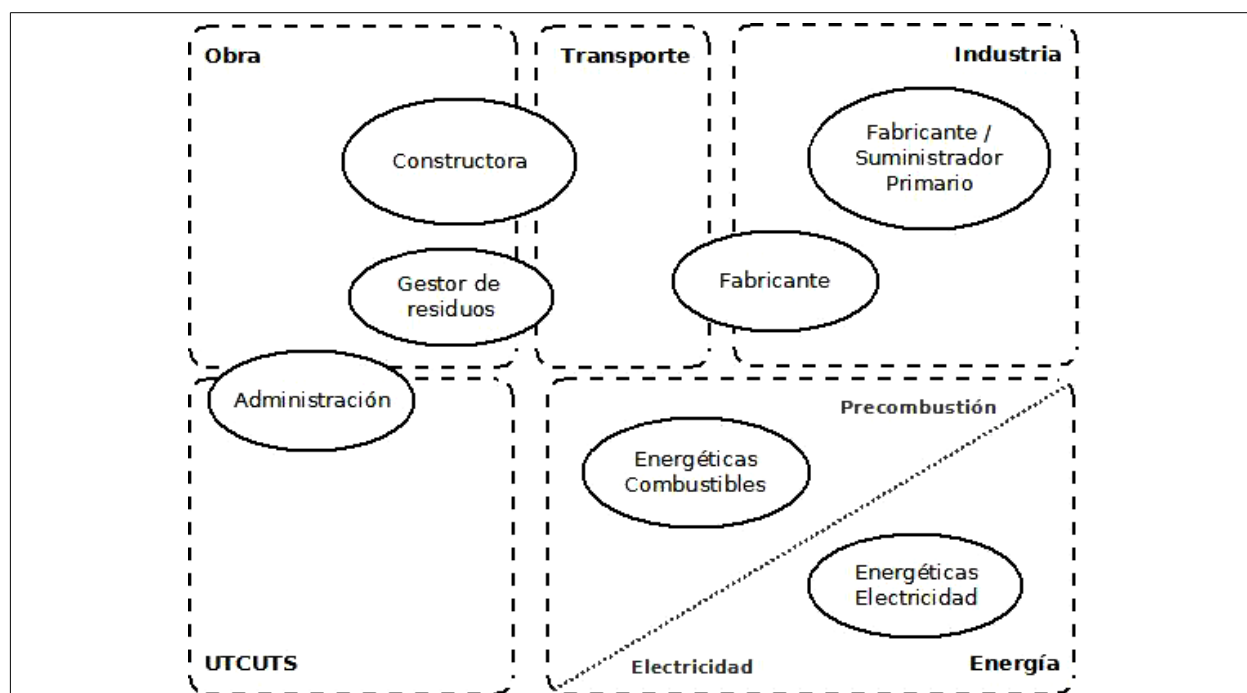 Obra
Transporte
Industria
Constructora
Fabricante /
Suministrador
Primario
Gestor de
residuos
Fabricante
Administración
Precombustión
Energéticas
Combustibles
Energéticas
Electricidad
UTCUTS
Electricidad
Energía